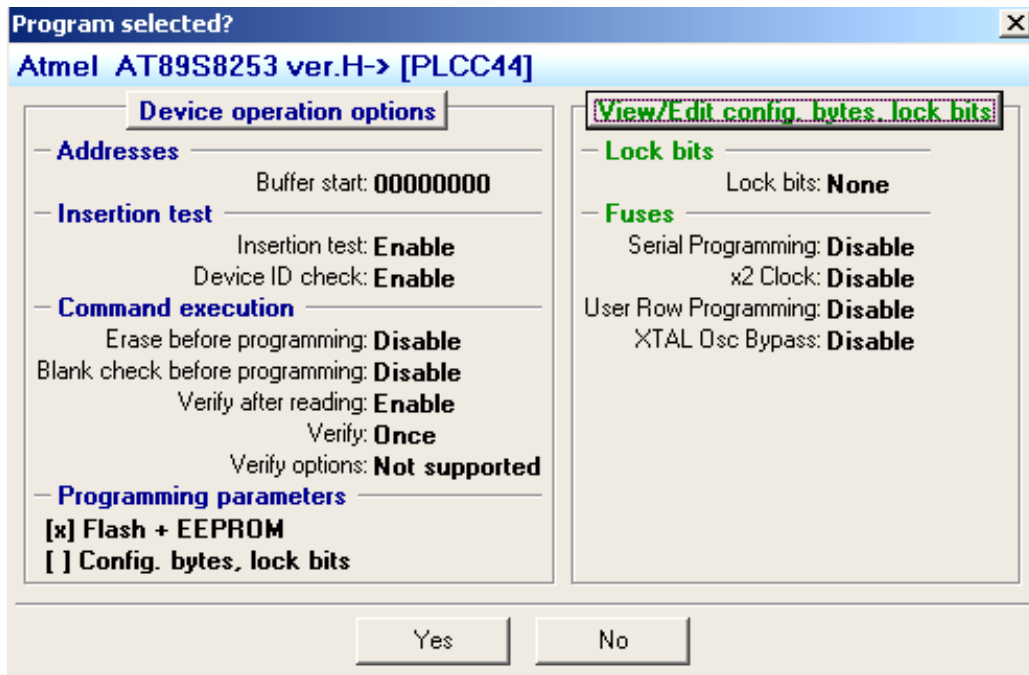 Program selected?
Atmel AT89S8253 ver.H-> [PLCC44]
Device operation options
Addresses
Buffer start: 00000000
Insertion test
Insertion test: Enable
Device ID check: Enable
Command execution
Erase before programming: Disable
Blank check before programming: Disable
Verify after reading: Enable
Verify: Once
Verify options: Not supported
Programming parameters
[x] Flash + EEPROM
[ ] Config. bytes, lock bits
View/Edit config. bytes, lock bits
Lock bits
Lock bits: None
Fuses
Serial Programming: Disable
x2 Clock: Disable
User Row Programming: Disable
XTAL Osc Bypass: Disable
Yes
No